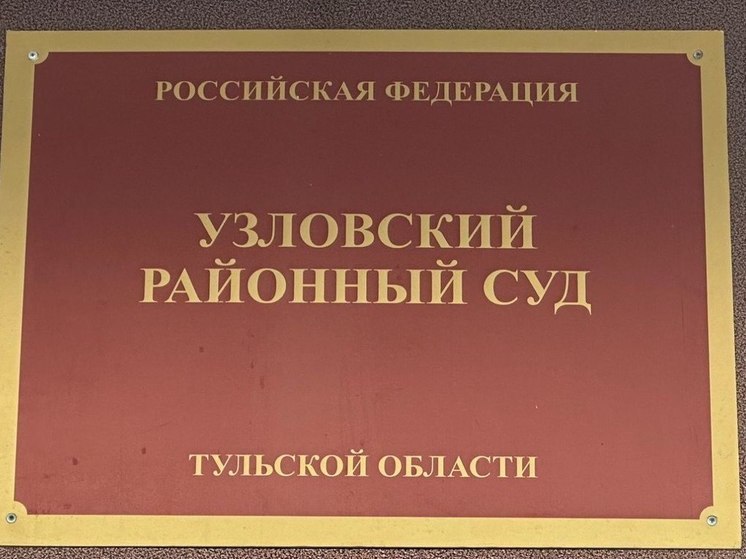 РОССИЙСКАЯ ФЕДЕРАЦИЯ
УЗЛОВСКИЙ
РАЙОННЫЙ СУД
ТУЛЬСКОЙ ОБЛАСТИ